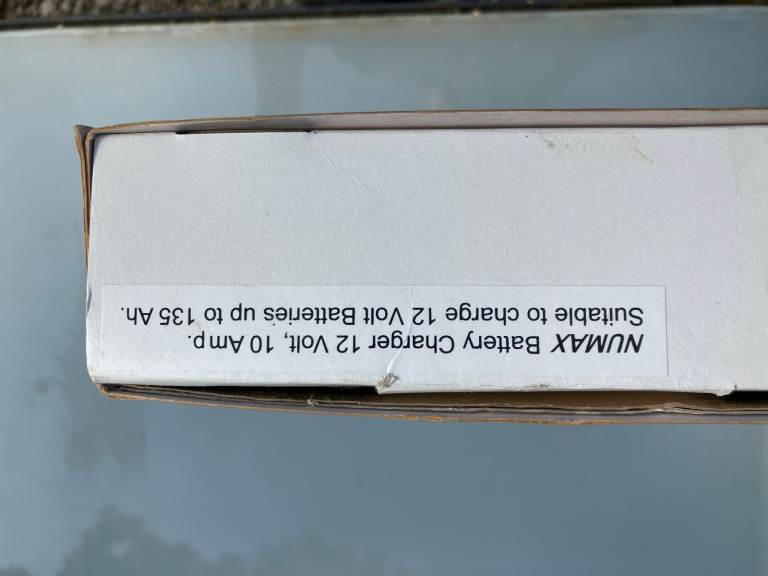 NUMAX Battery Charger 12 Volt, 10 Amp.
Suitable to charge 12 Volt Batteries up to 135 Ah.